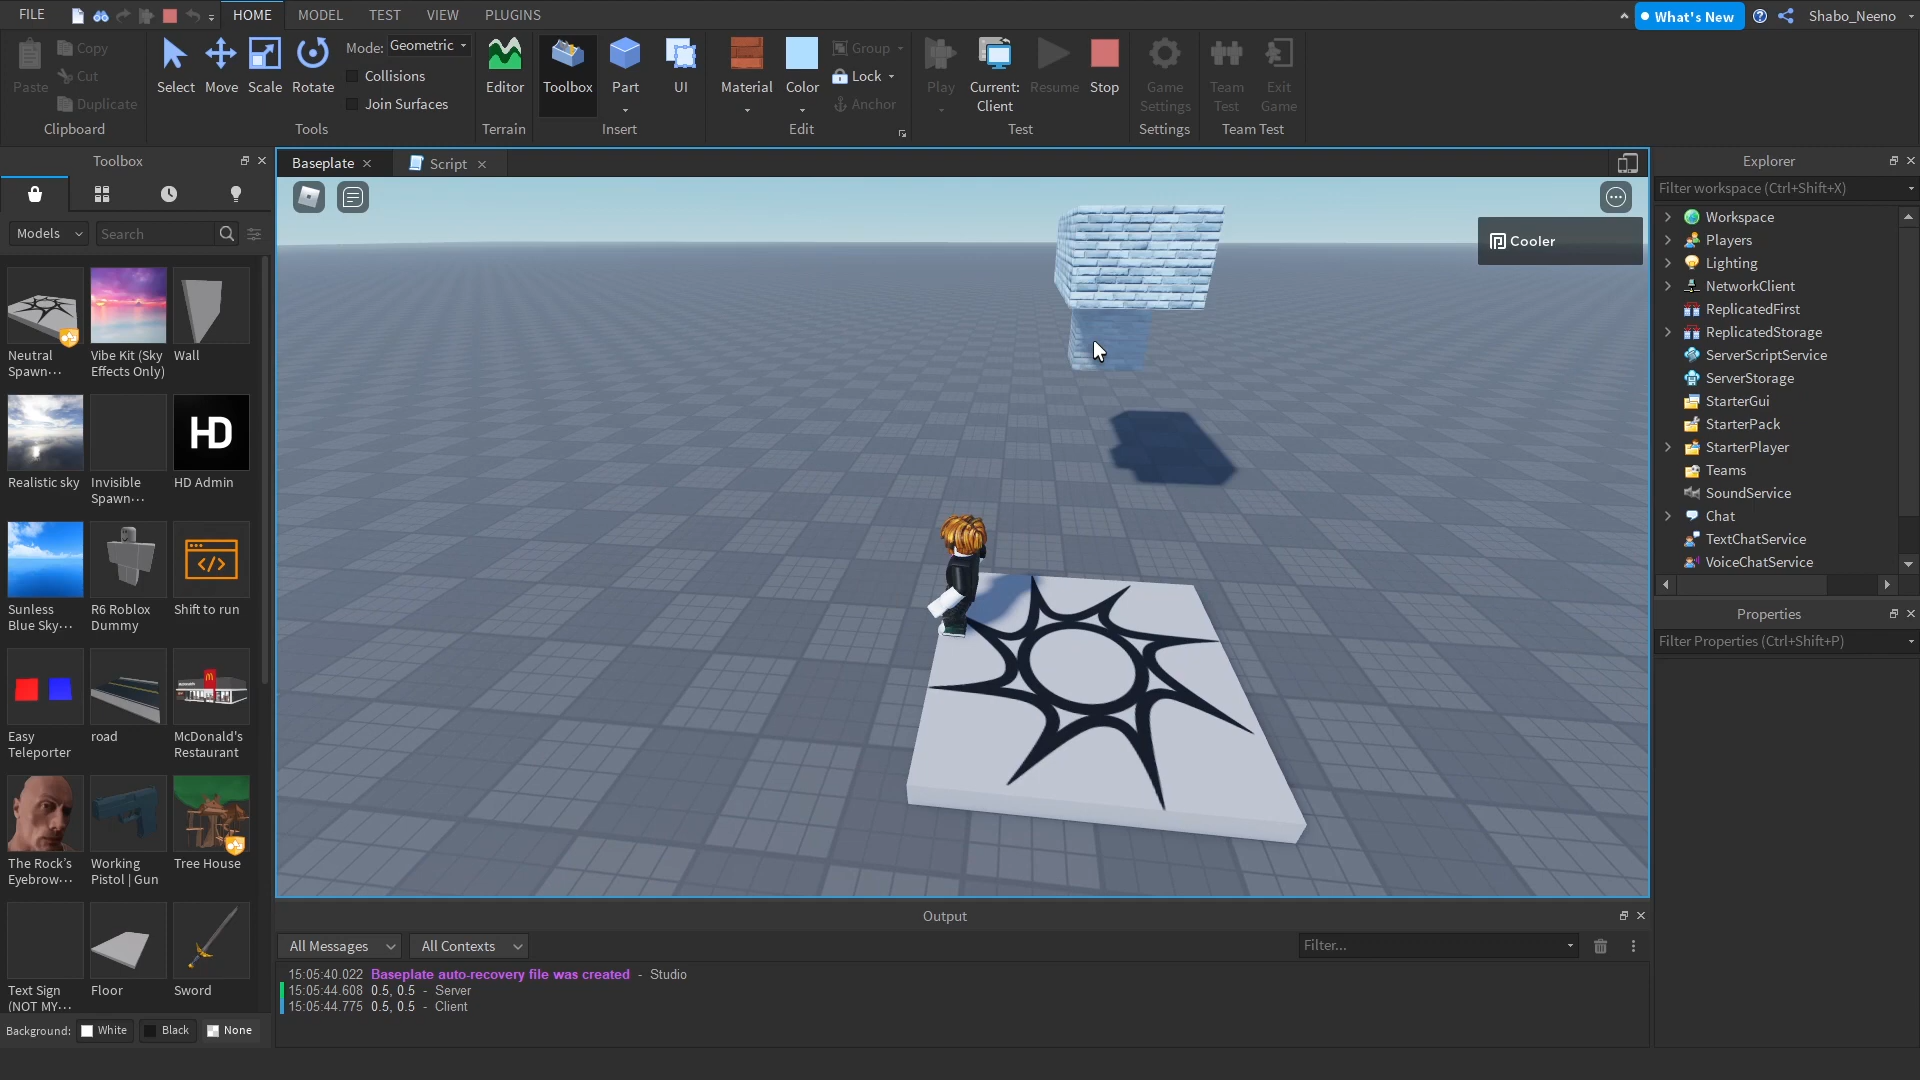 FILE HOME MODEL TEST VIEW PLUGINS What's New Shabo_Neeno
Paste Copy Cut Duplicate
Clipboard
Select Move Scale Rotate
Mode: Geometric
Collisions
Join Surfaces
Tools
Editor
Terrain
Toolbox Part UI
Insert
Material Color Group Lock Anchor
Edit
Play Current: Client Resume Stop
Test
Game Settings
Settings
Team Test Exit Game
Team Test
Toolbox
Models Search
Neutral Spawn...
Vibe Kit (Sky Effects Only)
Wall
Realistic sky
Invisible Spawn...
HD
HD Admin
Sunless Blue Sky...
R6 Roblox Dummy
Shift to run
Easy Teleporter
road
McDonald's Restaurant
The Rock's Eyebrow...
Working Pistol | Gun
Tree House
Text Sign (NOT MY...
Floor
Sword
Background: White Black None
Baseplate Script
Cooler
Output
All Messages All Contexts Filter...
15:05:40.022 Baseplate auto-recovery file was created - Studio
15:05:44.608 0.5, 0.5 - Server
15:05:44.775 0.5, 0.5 - Client
Explorer
Filter workspace (Ctrl+Shift+X)
Workspace
Players
Lighting
NetworkClient
ReplicatedFirst
ReplicatedStorage
ServerScriptService
ServerStorage
StarterGui
StarterPack
StarterPlayer
Teams
SoundService
Chat
TextChatService
VoiceChatService
Properties
Filter Properties (Ctrl+Shift+P)